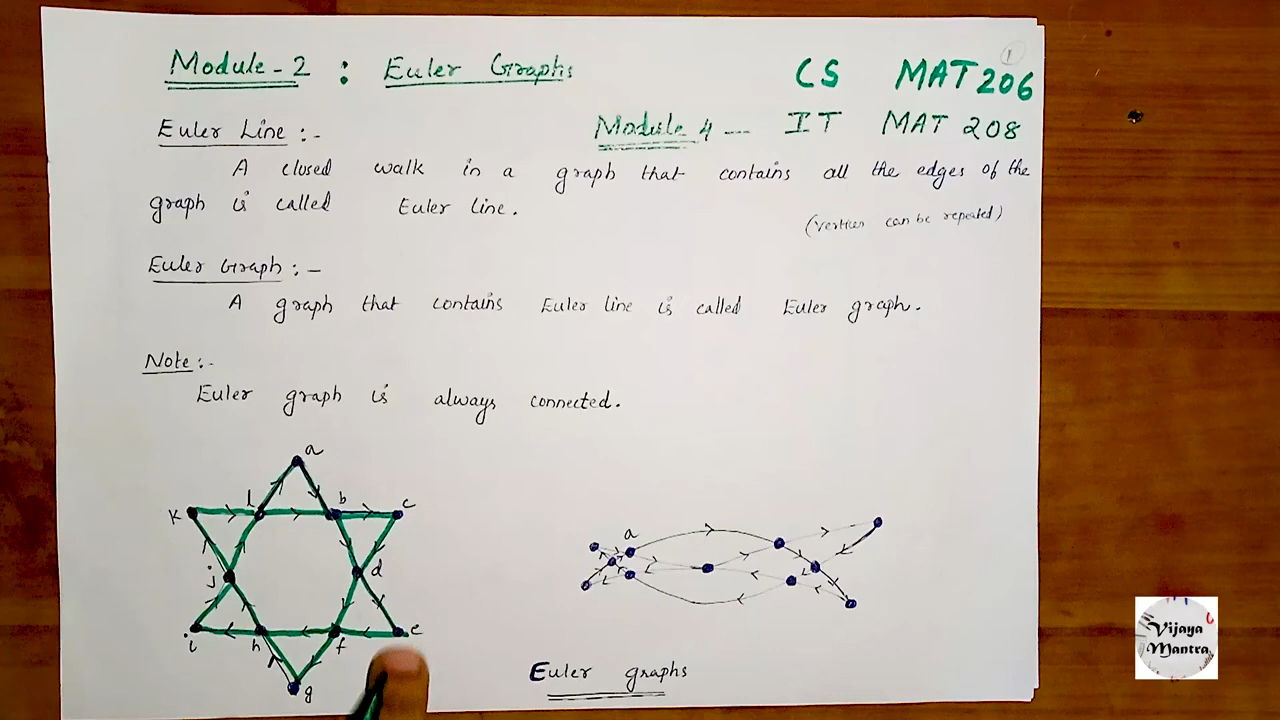 1
Module-2 : Euler Graphs
CS MAT206
Module 4 --- IT MAT 208
Euler Line :-
A closed walk in a graph that contains all the edges of the
graph is called Euler line.
(vertices can be repeated)
Euler Graph :-
A graph that contains Euler line is called Euler graph.
Note :-
Euler graph is always connected.
a
k l b c
j d
i h f e
g
a
Euler graphs
Vijaya
Mantra